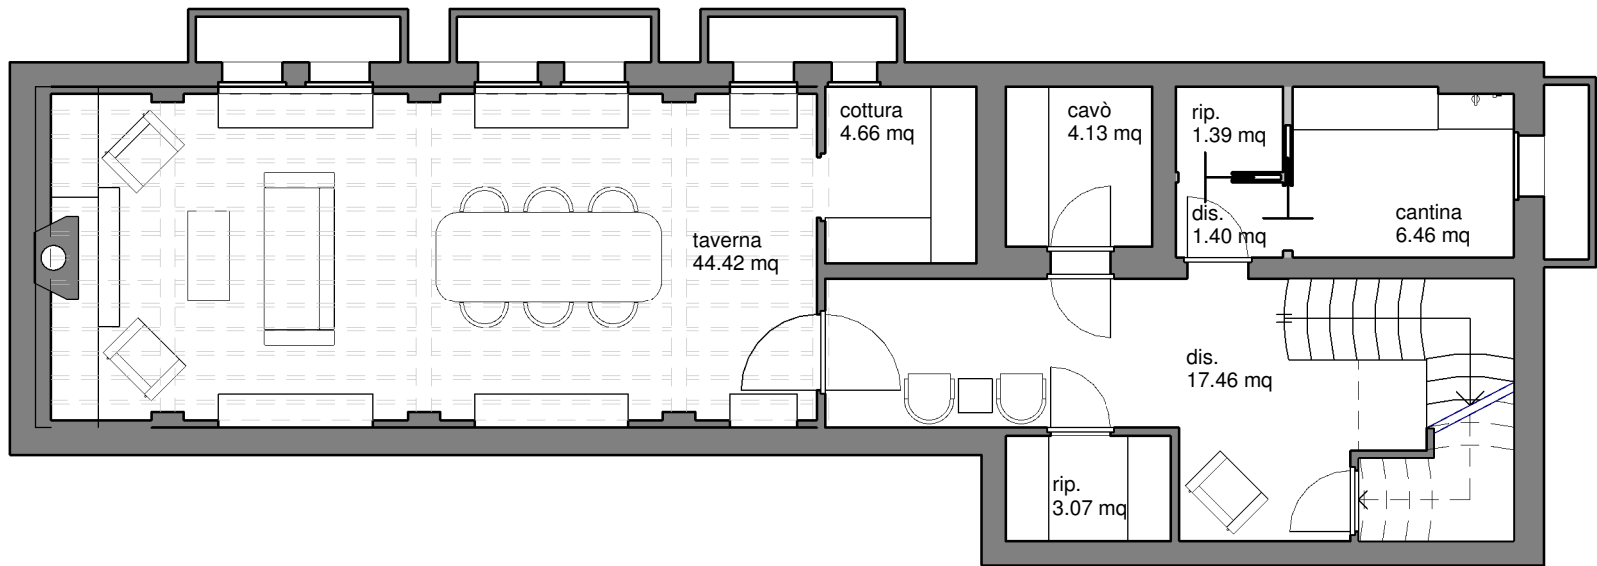 cottura
4.66 mq
cavò
4.13 mq
rip.
1.39 mq
dis.
1.40 mq
cantina
6.46 mq
taverna
44.42 mq
dis.
17.46 mq
rip.
3.07 mq